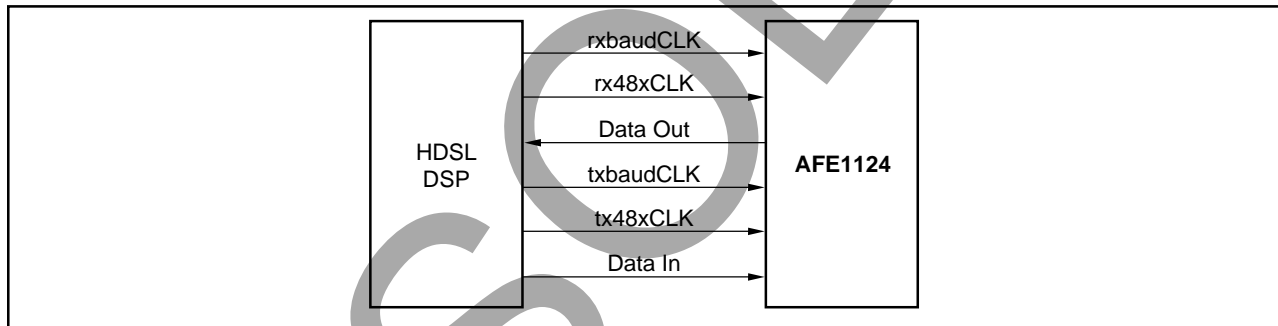 rxbaudCLK
rx48xCLK
Data Out
HDSL
DSP
txbaudCLK
tx48xCLK
Data In
AFE1124